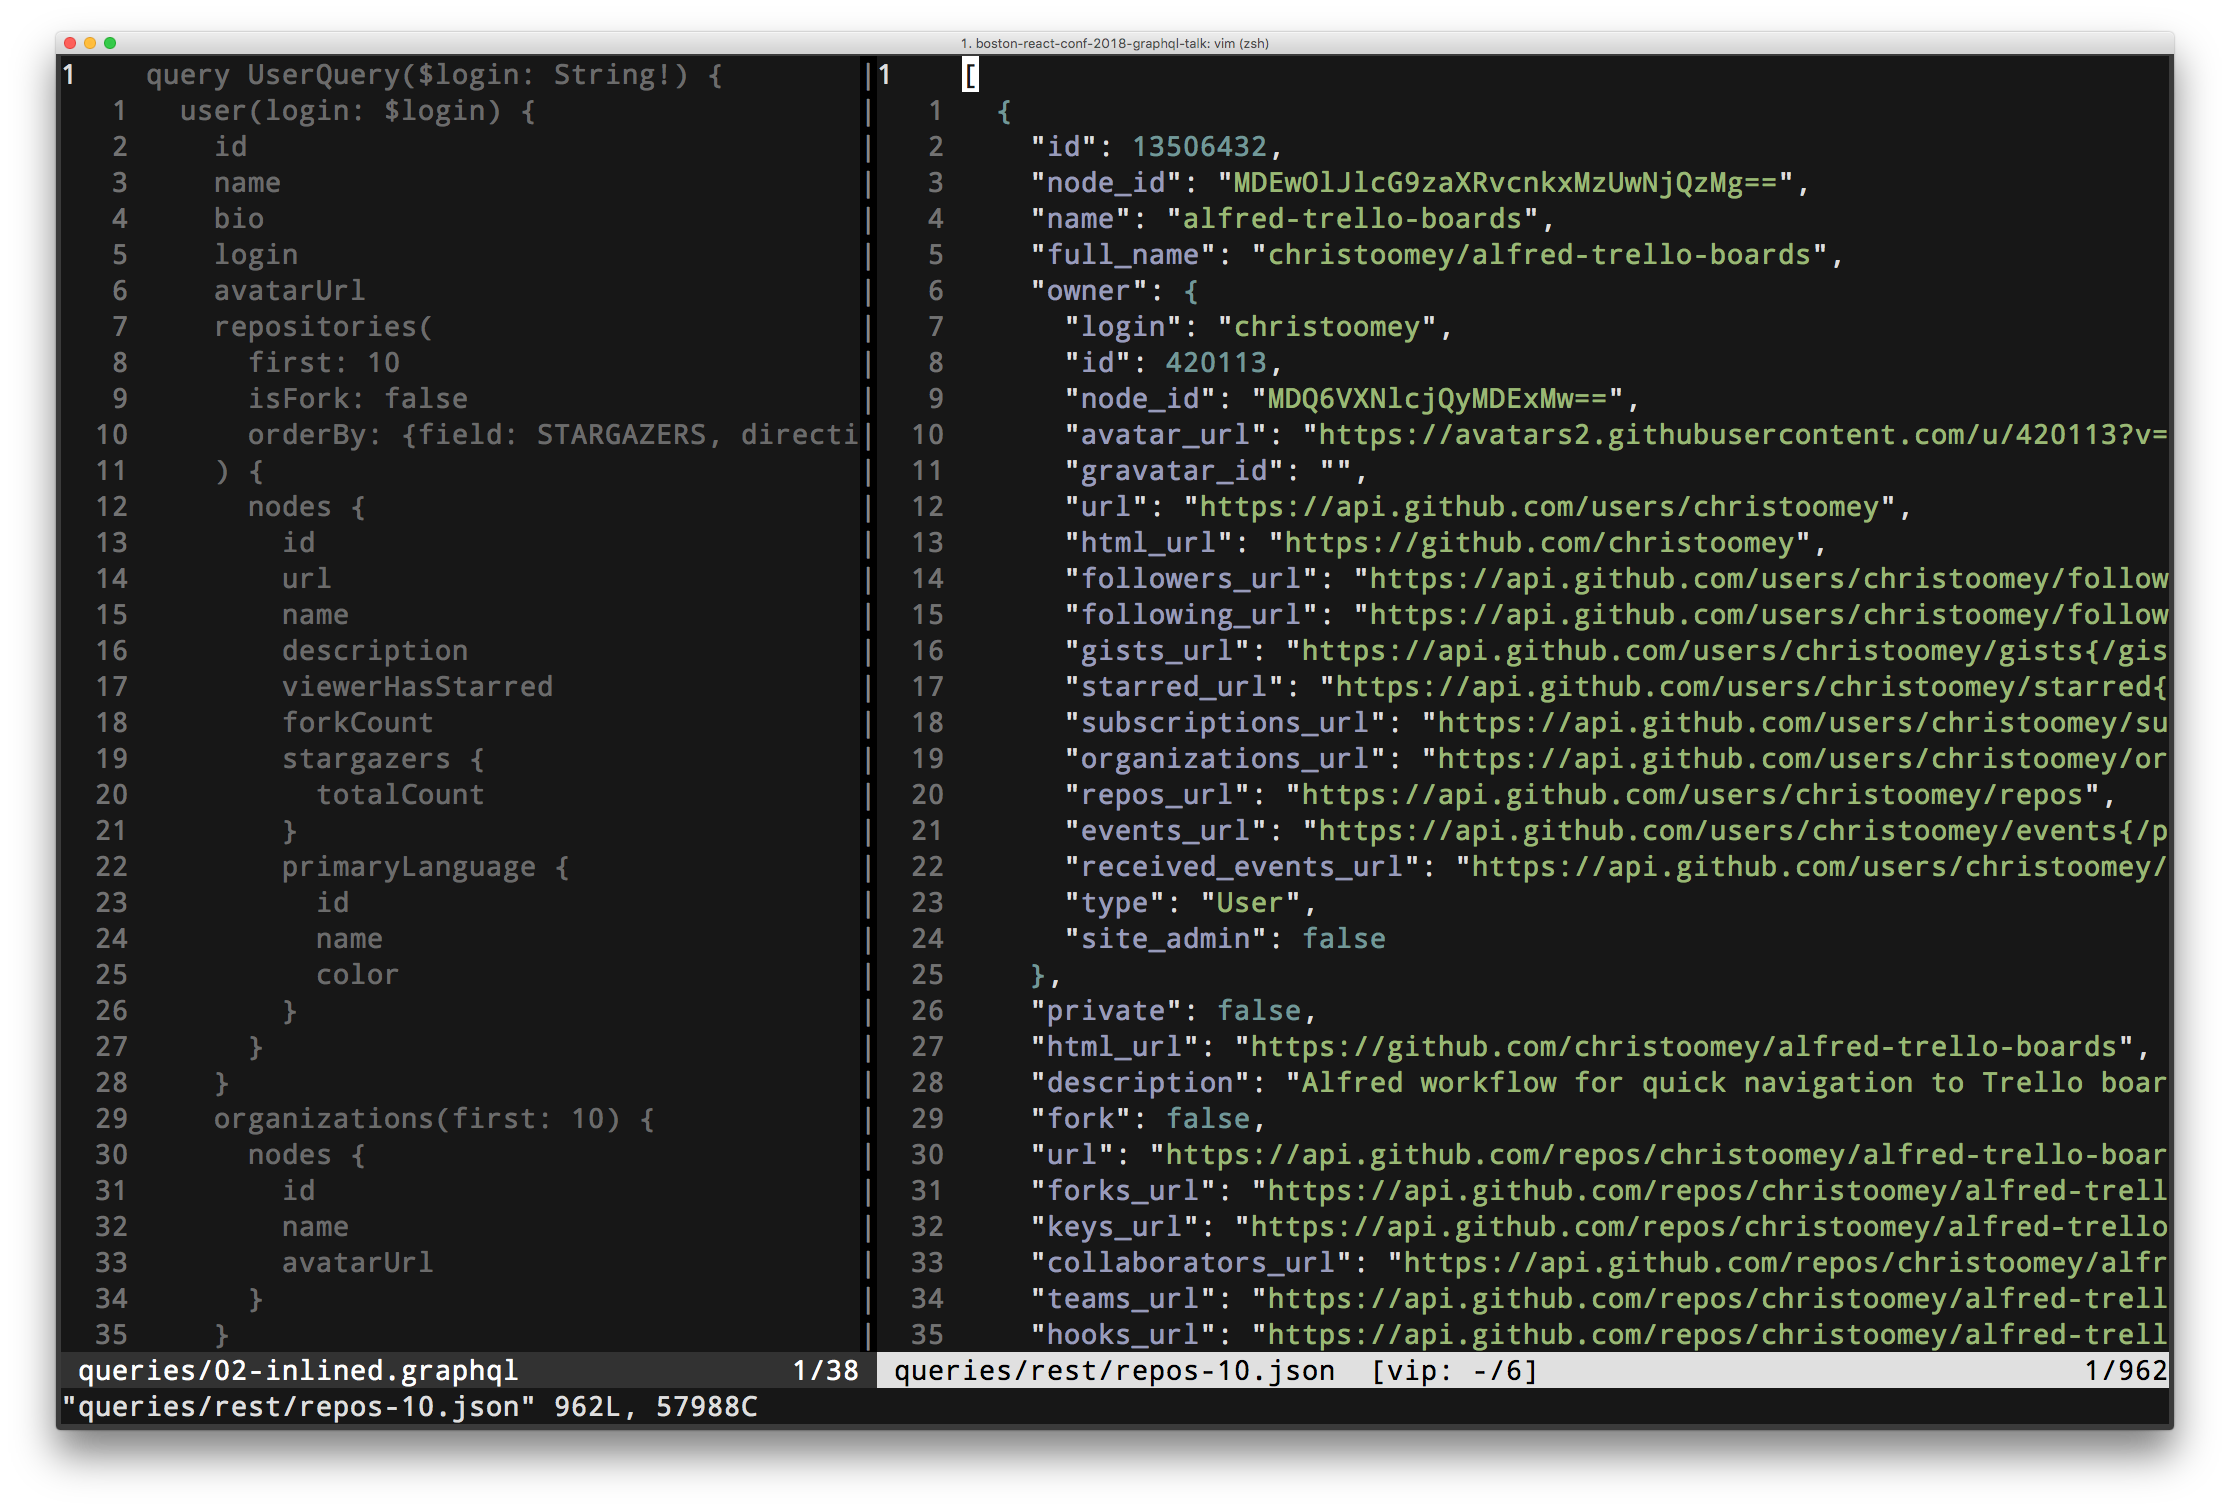 1. boston-react-conf-2018-graphql-talk: vim (zsh)
1 query UserQuery($login: String!) {
1 user(login: $login) {
2 id
3 name
4 bio
5 login
6 avatarUrl
7 repositories(
8 first: 10
9 isFork: false
10 orderBy: {field: STARGAZERS, directi
11 ) {
12 nodes {
13 id
14 url
15 name
16 description
17 viewerHasStarred
18 forkCount
19 stargazers {
20 totalCount
21 }
22 primaryLanguage {
23 id
24 name
25 color
26 }
27 }
28 }
29 organizations(first: 10) {
30 nodes {
31 id
32 name
33 avatarUrl
34 }
35 }
queries/02-inlined.graphql 1/38
1 [
1 {
2 "id": 13506432,
3 "node_id": "MDEwOlJlcG9zaXRvcnkxMzUwNjQzMg==",
4 "name": "alfred-trello-boards",
5 "full_name": "christoomey/alfred-trello-boards",
6 "owner": {
7 "login": "christoomey",
8 "id": 420113,
9 "node_id": "MDQ6VXNlcjQyMDExMw==",
10 "avatar_url": "https://avatars2.githubusercontent.com/u/420113?v=
11 "gravatar_id": "",
12 "url": "https://api.github.com/users/christoomey",
13 "html_url": "https://github.com/christoomey",
14 "followers_url": "https://api.github.com/users/christoomey/follow
15 "following_url": "https://api.github.com/users/christoomey/follow
16 "gists_url": "https://api.github.com/users/christoomey/gists{/gis
17 "starred_url": "https://api.github.com/users/christoomey/starred{
18 "subscriptions_url": "https://api.github.com/users/christoomey/su
19 "organizations_url": "https://api.github.com/users/christoomey/or
20 "repos_url": "https://api.github.com/users/christoomey/repos",
21 "events_url": "https://api.github.com/users/christoomey/events{/p
22 "received_events_url": "https://api.github.com/users/christoomey/
23 "type": "User",
24 "site_admin": false
25 },
26 "private": false,
27 "html_url": "https://github.com/christoomey/alfred-trello-boards",
28 "description": "Alfred workflow for quick navigation to Trello boar
29 "fork": false,
30 "url": "https://api.github.com/repos/christoomey/alfred-trello-boar
31 "forks_url": "https://api.github.com/repos/christoomey/alfred-trell
32 "keys_url": "https://api.github.com/repos/christoomey/alfred-trello
33 "collaborators_url": "https://api.github.com/repos/christoomey/alfr
34 "teams_url": "https://api.github.com/repos/christoomey/alfred-trell
35 "hooks_url": "https://api.github.com/repos/christoomey/alfred-trell
queries/rest/repos-10.json [vip: -/6] 1/962
"queries/rest/repos-10.json" 962L, 57988C